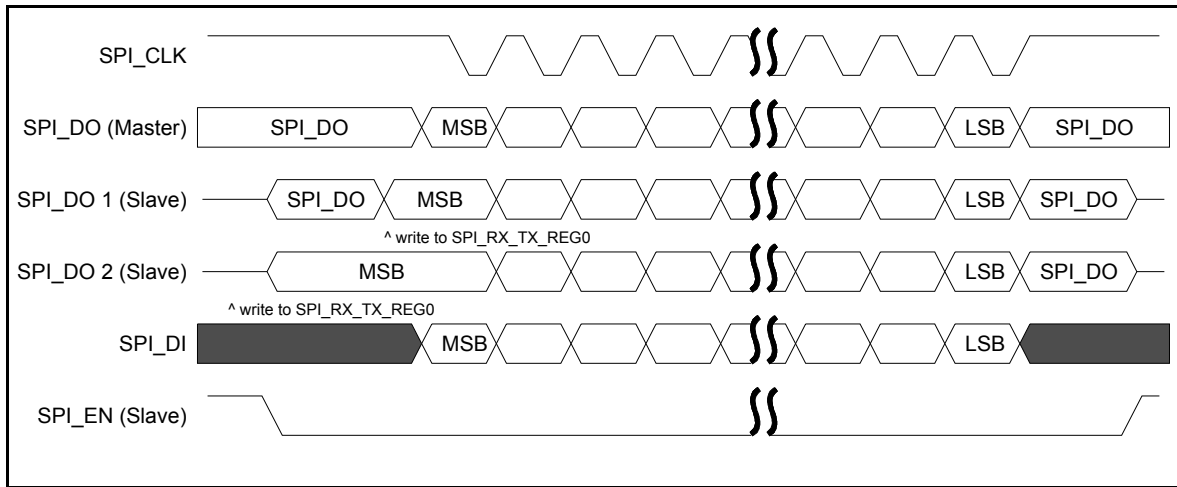 SPI_CLK
SPI_DO (Master) SPI_DO MSB LSB SPI_DO
SPI_DO 1 (Slave) SPI_DO MSB LSB SPI_DO
^ write to SPI_RX_TX_REG0
SPI_DO 2 (Slave) MSB LSB SPI_DO
^ write to SPI_RX_TX_REG0
SPI_DI MSB LSB
SPI_EN (Slave)